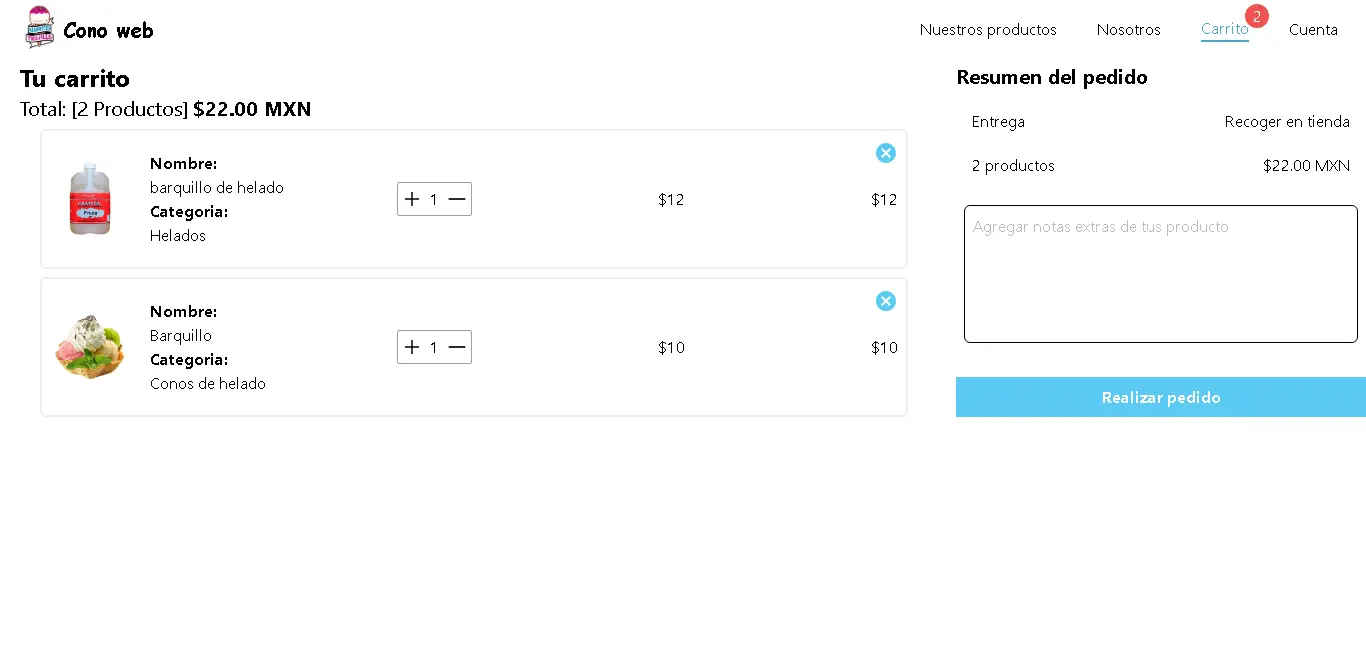 Cono web
Nuestros productos
Nosotros
Carrito
2
Cuenta
Tu carrito
Total: [2 Productos] $22.00 MXN
Nombre:
barquillo de helado
Categoria:
Helados
+ 1 —
$12
$12
Nombre:
Barquillo
Categoria:
Conos de helado
+ 1 —
$10
$10
Resumen del pedido
Entrega Recoger en tienda
2 productos $22.00 MXN
Agregar notas extras de tus producto
Realizar pedido